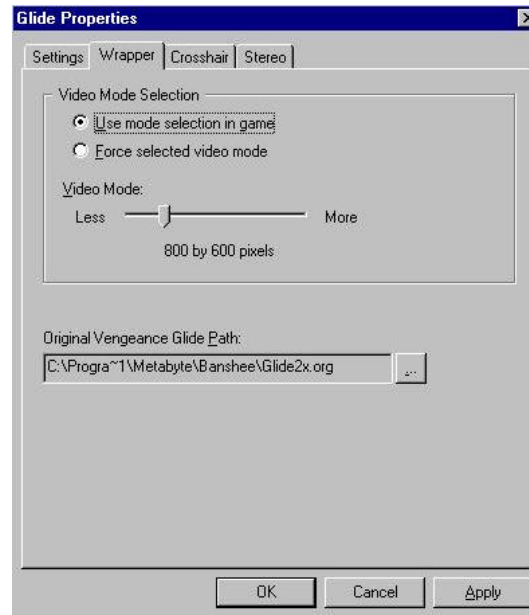 Glide Properties
Settings Wrapper Crosshair Stereo
Video Mode Selection
Use mode selection in game
Force selected video mode
Video Mode:
Less More
800 by 600 pixels
Original Vengeance Glide Path:
C:\Progra~1\Metabyte\Banshee\Glide2x.org ...
OK Cancel Apply